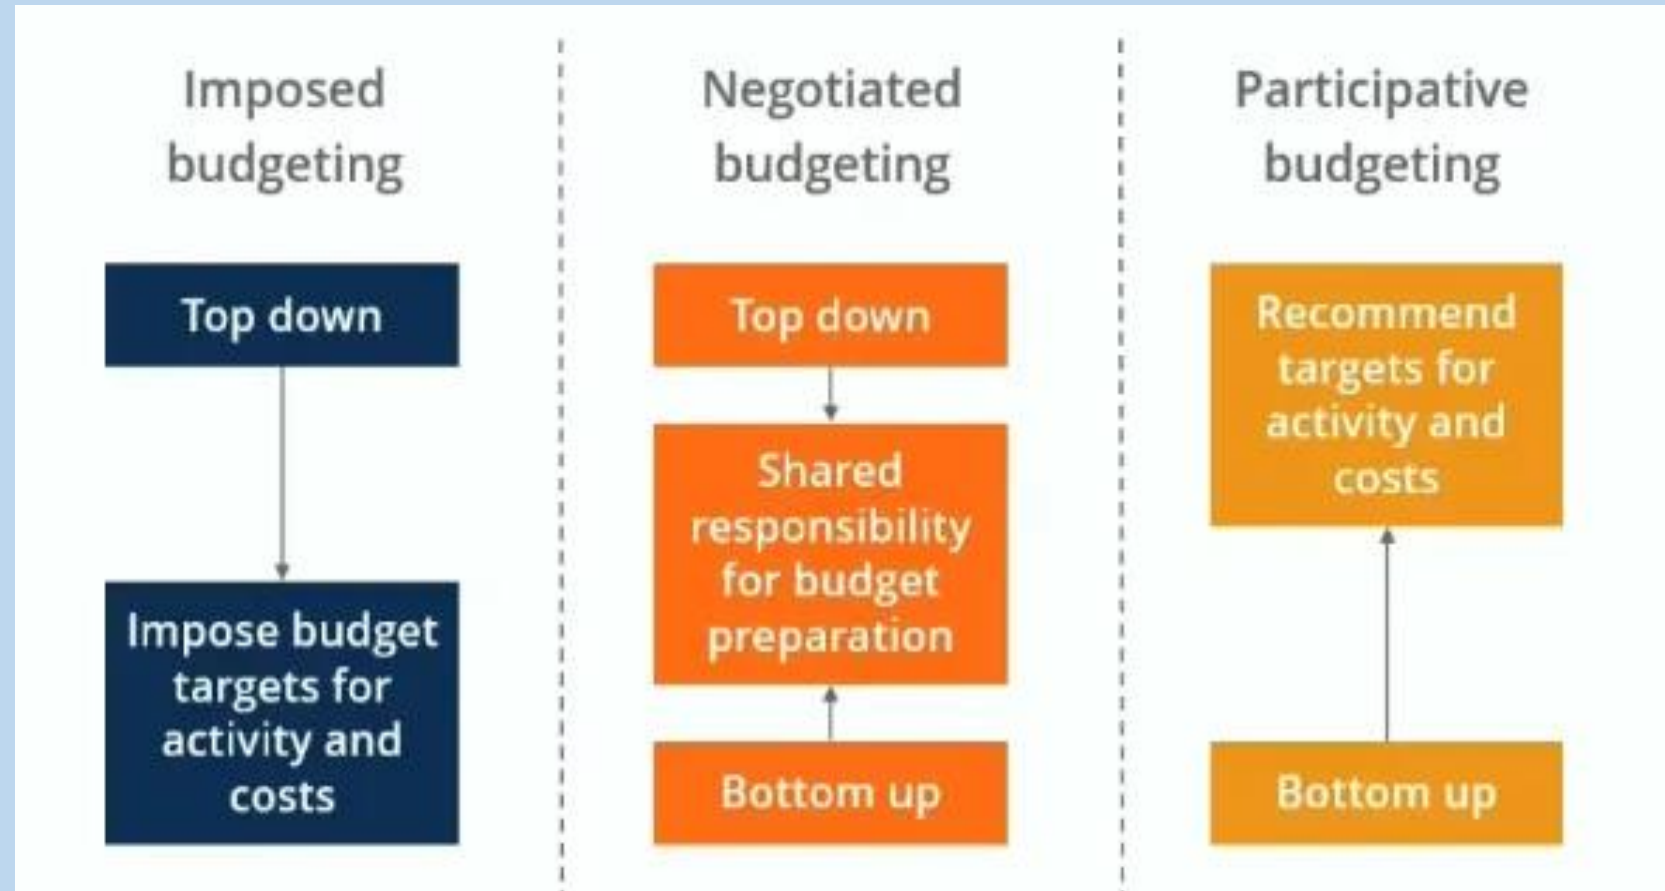 Imposed
budgeting
Top down
Impose budget
targets for
activity and
costs
Negotiated
budgeting
Top down
Shared
responsibility
for budget
preparation
Bottom up
Participative
budgeting
Recommend
targets for
activity and
costs
Bottom up